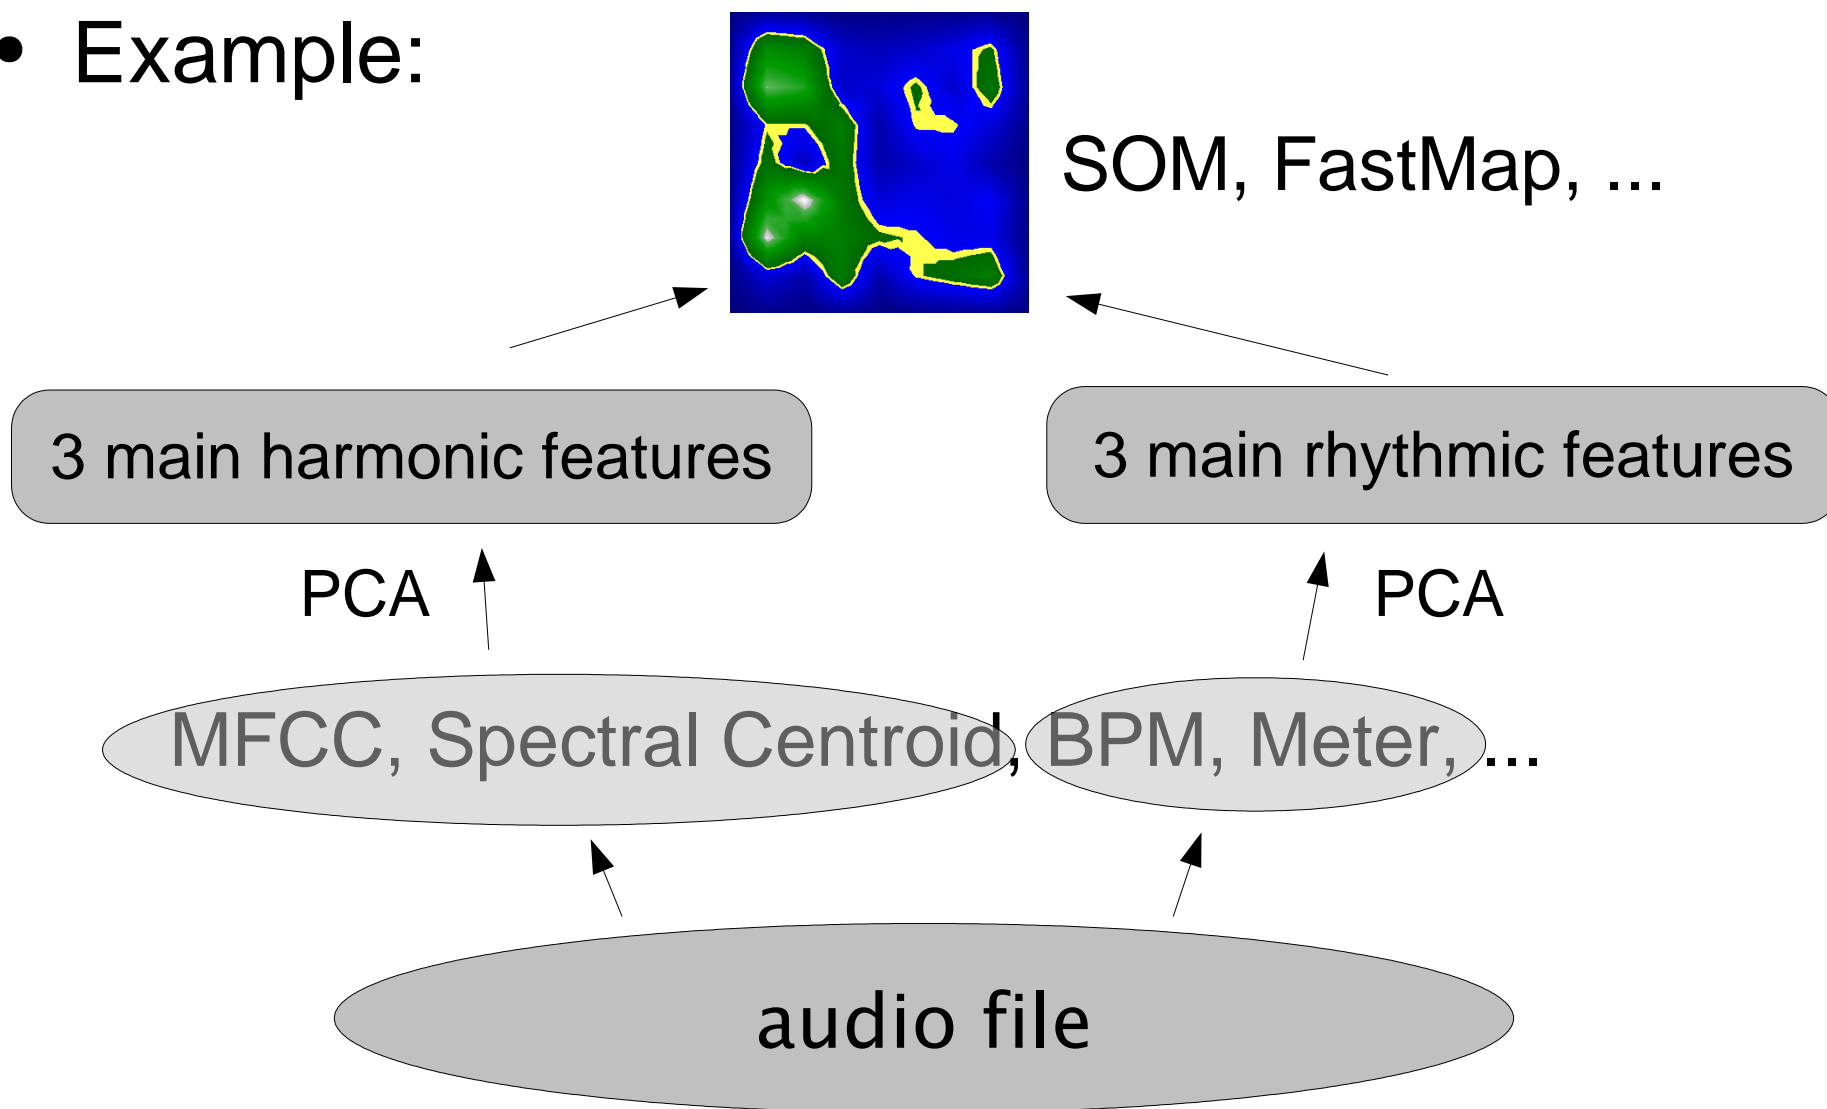 • Example:
SOM, FastMap, ...
3 main harmonic features
3 main rhythmic features
PCA
PCA
MFCC, Spectral Centroid, BPM, Meter, ...
audio file